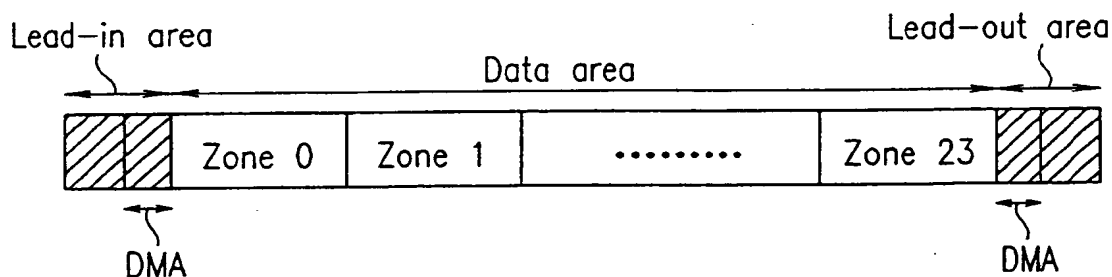 Lead-in area
Lead-out area
Data area
Zone 0
Zone 1
.........
Zone 23
DMA
DMA